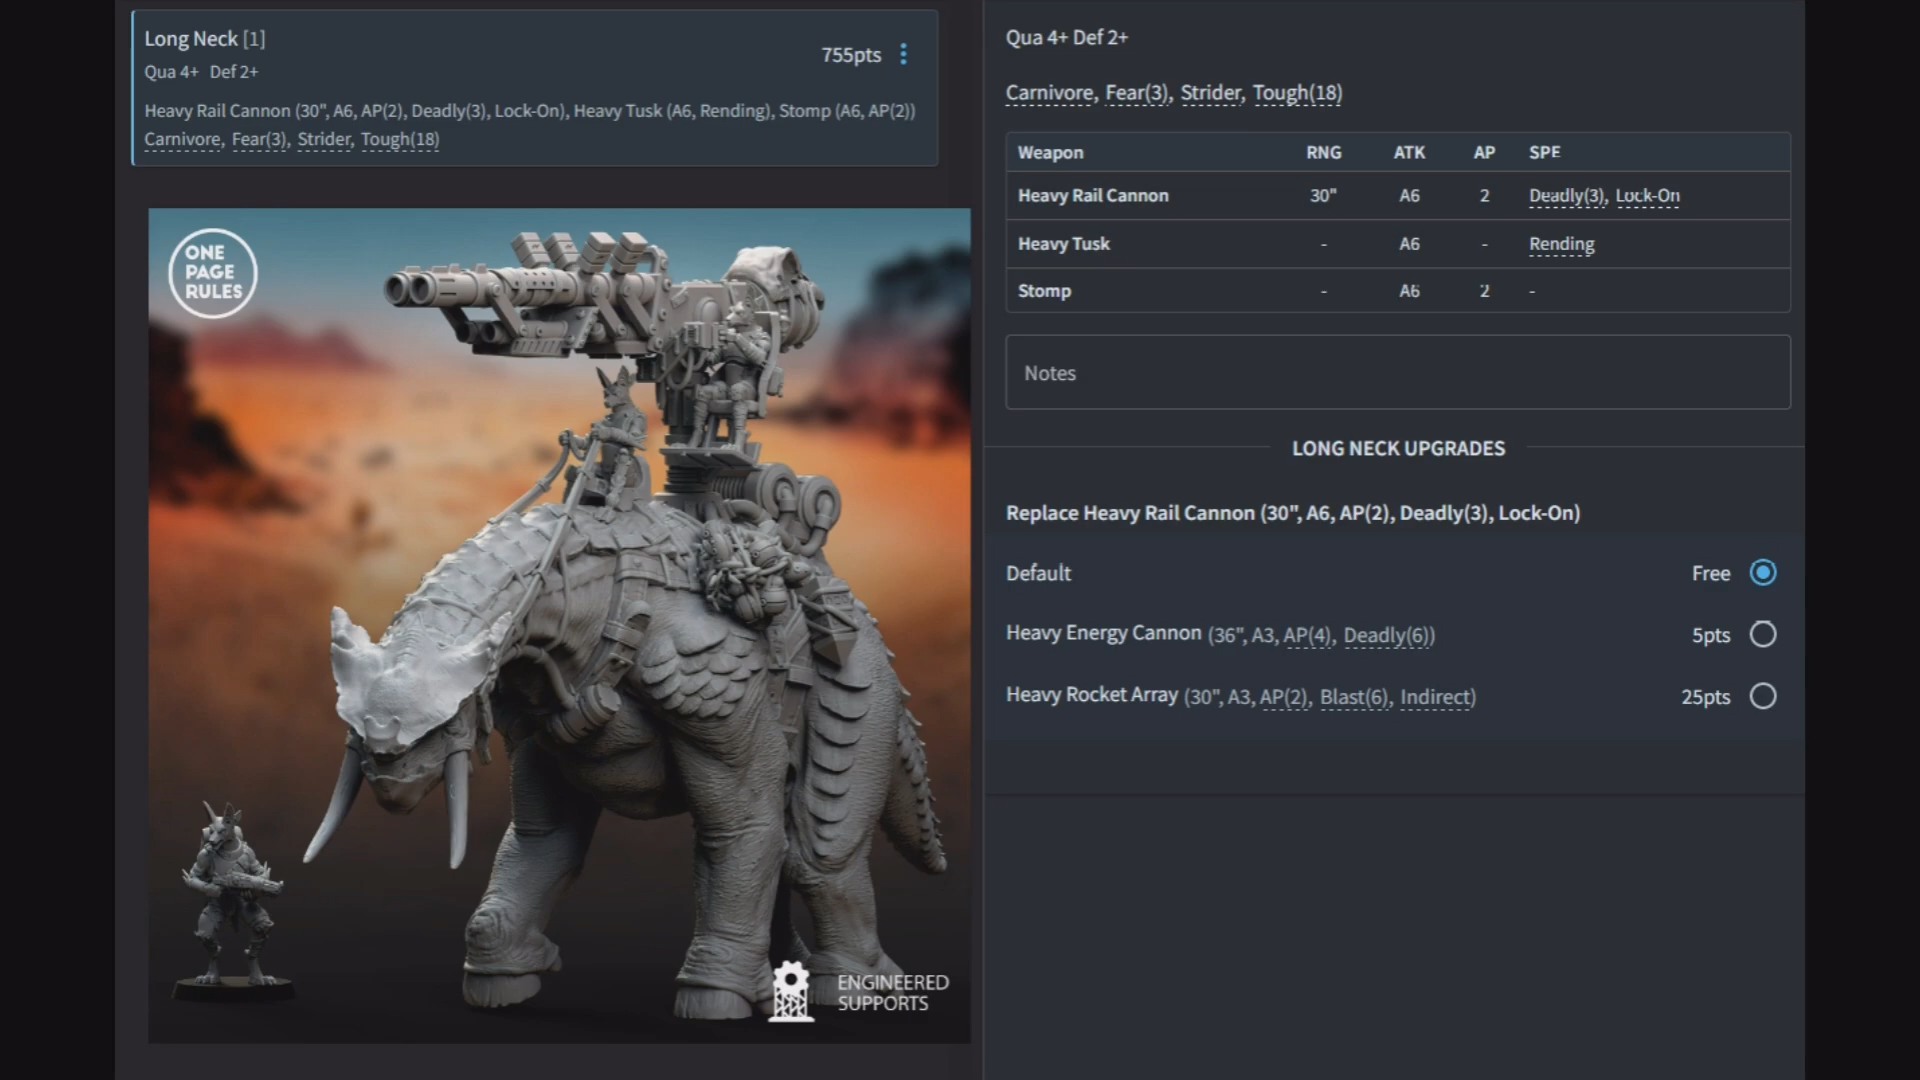 Long Neck [1]
755pts
Qua 4+ Def 2+
Heavy Rail Cannon (30", A6, AP(2), Deadly(3), Lock-On), Heavy Tusk (A6, Rending), Stomp (A6, AP(2))
Carnivore, Fear(3), Strider, Tough(18)
ONE
PAGE
RULES
ENGINEERED
SUPPORTS
Qua 4+ Def 2+
Carnivore, Fear(3), Strider, Tough(18)
Weapon RNG ATK AP SPE
Heavy Rail Cannon 30" A6 2 Deadly(3), Lock-On
Heavy Tusk - A6 - Rending
Stomp - A6 2 -
Notes
LONG NECK UPGRADES
Replace Heavy Rail Cannon (30", A6, AP(2), Deadly(3), Lock-On)
Default Free
Heavy Energy Cannon (36", A3, AP(4), Deadly(6)) 5pts
Heavy Rocket Array (30", A3, AP(2), Blast(6), Indirect) 25pts